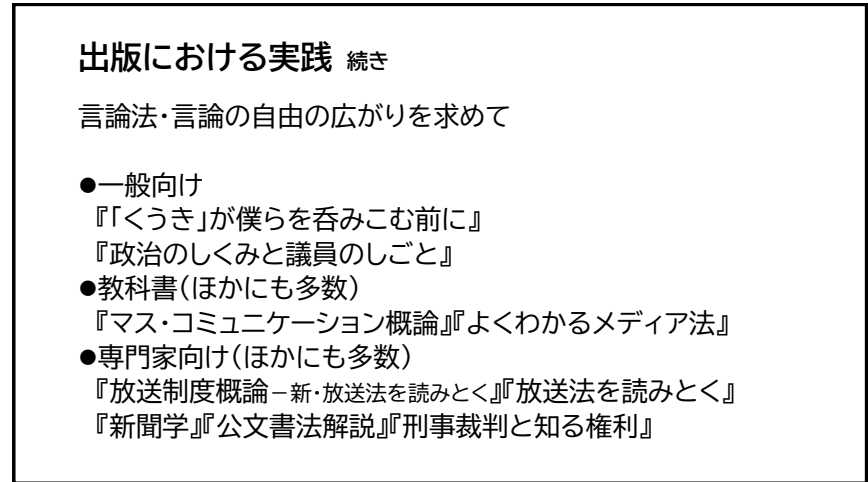 出版における実践 続き
言論法・言論の自由の広がりを求めて
●一般向け
『「くうき」が僕らを呑みこむ前に』
『政治のしくみと議員のしごと』
●教科書(ほかにも多数)
『マス・コミュニケーション概論』『よくわかるメディア法』
●専門家向け(ほかにも多数)
『放送制度概論－新・放送法を読みとく』『放送法を読みとく』
『新聞学』『公文書法解説』『刑事裁判と知る権利』